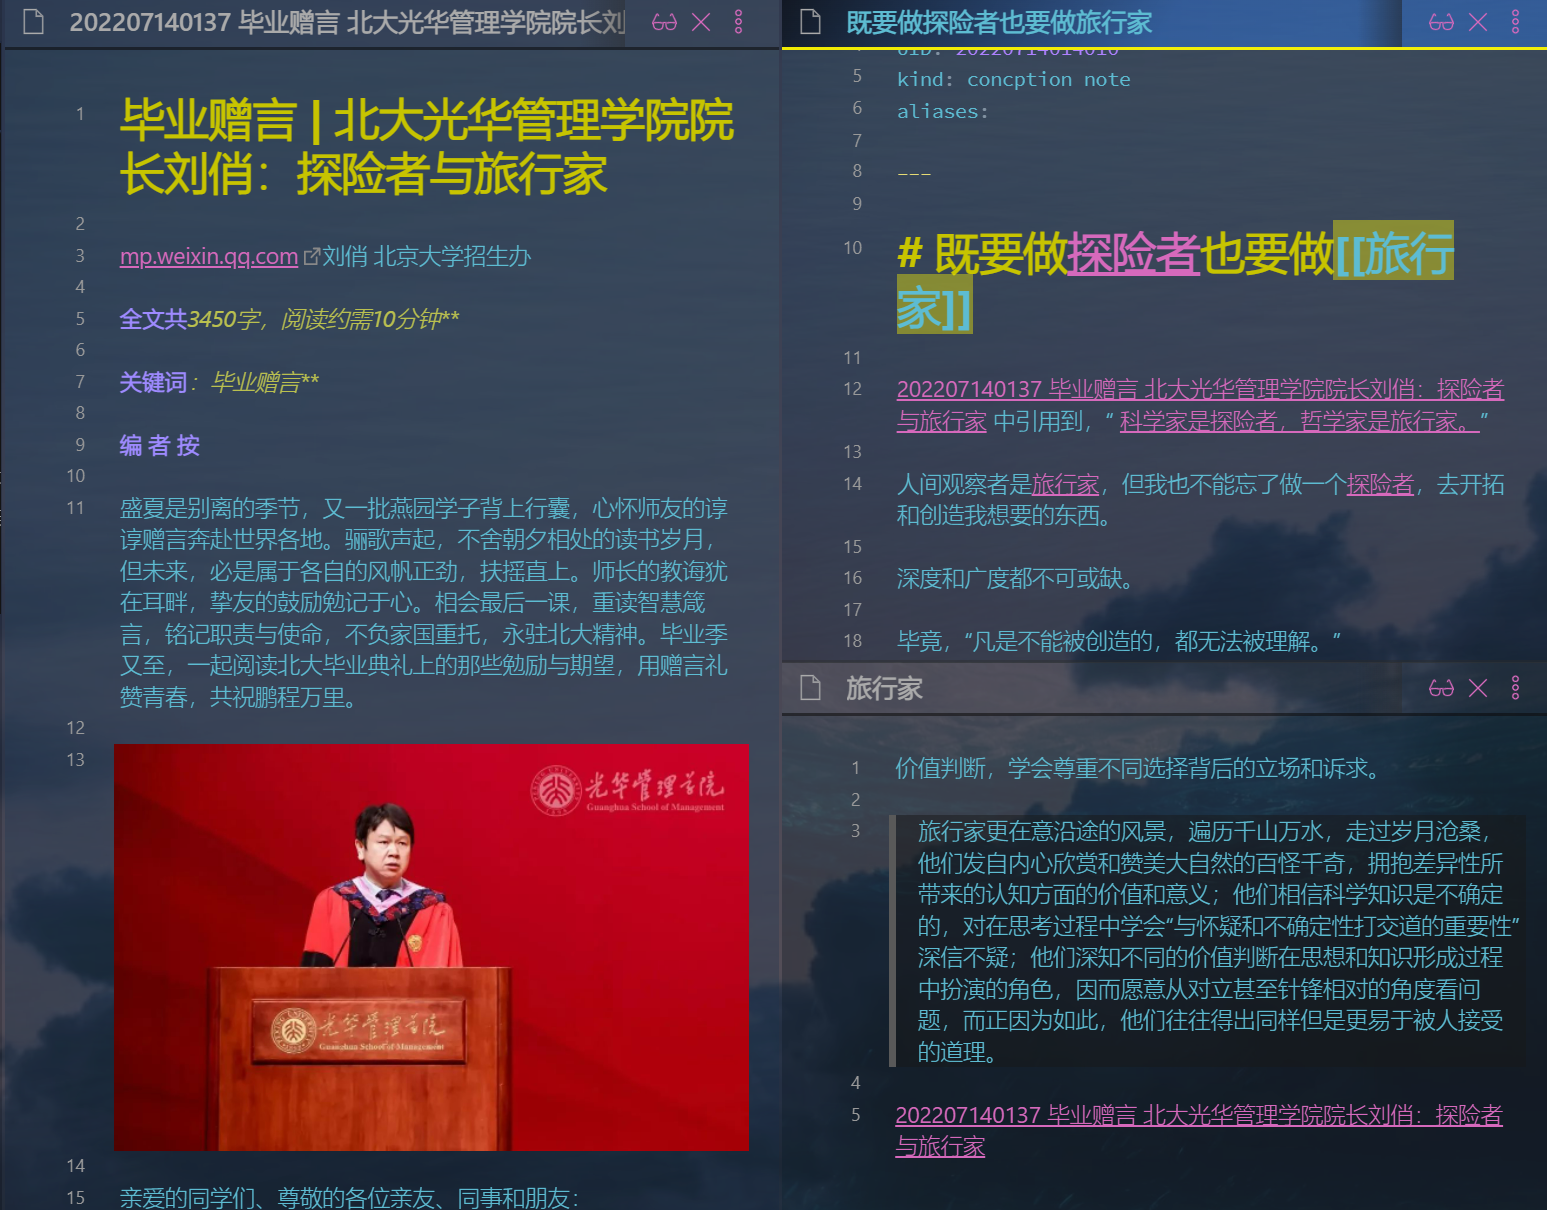 202207140137 毕业赠言 北大光华管理学院院长刘
1
毕业赠言 | 北大光华管理学院院
长刘俏：探险者与旅行家
2
3
mp.weixin.qq.com 刘俏 北京大学招生办
4
5
全文共3450字，阅读约需10分钟**
6
7
关键词：毕业赠言**
8
9
编 者 按
10
11
盛夏是别离的季节，又一批燕园学子背上行囊，心怀师友的谆
谆赠言奔赴世界各地。骊歌声起，不舍朝夕相处的读书岁月，
但未来，必是属于各自的风帆正劲，扶摇直上。师长的教诲犹
在耳畔，挚友的鼓励勉记于心。相会最后一课，重读智慧箴
言，铭记职责与使命，不负家国重托，永驻北大精神。毕业季
又至，一起阅读北大毕业典礼上的那些勉励与期望，用赠言礼
赞青春，共祝鹏程万里。
12
13
光华管理学院
Guanghua School of Management
光华管理学院
Guanghua School of Management
14
15
亲爱的同学们、尊敬的各位亲友、同事和朋友：
既要做探险者也要做旅行家
5
kind: concption note
6
aliases:
7
8
---
9
10
# 既要做探险者也要做[[旅行
家]]
11
12
202207140137 毕业赠言 北大光华管理学院院长刘俏：探险者
与旅行家 中引用到，“ 科学家是探险者，哲学家是旅行家。”
13
14
人间观察者是旅行家，但我也不能忘了做一个探险者，去开拓
和创造我想要的东西。
15
16
深度和广度都不可或缺。
17
18
毕竟，“凡是不能被创造的，都无法被理解。”
旅行家
1
价值判断，学会尊重不同选择背后的立场和诉求。
2
3
旅行家更在意沿途的风景，遍历千山万水，走过岁月沧桑，
他们发自内心欣赏和赞美大自然的百怪千奇，拥抱差异性所
带来的认知方面的价值和意义；他们相信科学知识是不确定
的，对在思考过程中学会“与怀疑和不确定性打交道的重要性”
深信不疑；他们深知不同的价值判断在思想和知识形成过程
中扮演的角色，因而愿意从对立甚至针锋相对的角度看问
题，而正因为如此，他们往往得出同样但是更易于被人接受
的道理。
4
5
202207140137 毕业赠言 北大光华管理学院院长刘俏：探险者
与旅行家